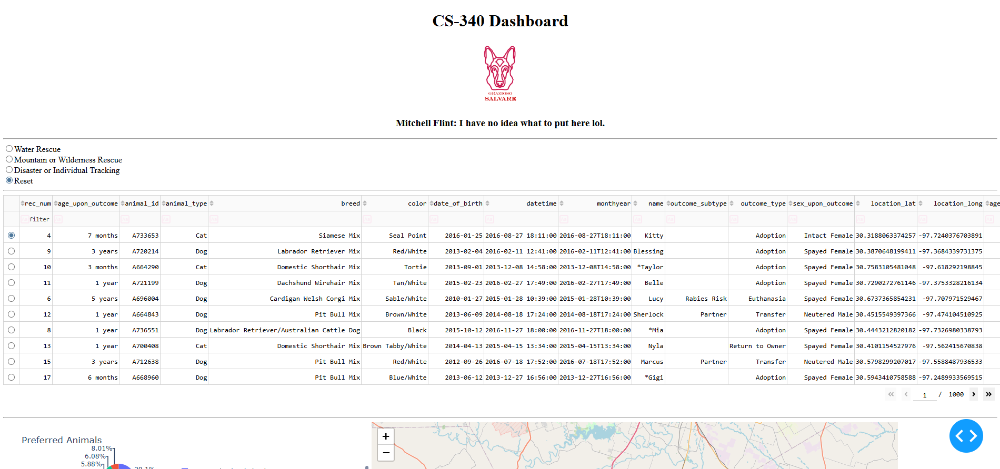 CS-340 Dashboard
GRAZIOSO
SALVARE
Mitchell Flint: I have no idea what to put here lol.
Water Rescue
Mountain or Wilderness Rescue
Disaster or Individual Tracking
Reset
rec_num age_upon_outcome animal_id animal_type breed color date_of_birth datetime monthyear name outcome_subtype outcome_type sex_upon_outcome location_lat location_long age
filter
4 7 months A733653 Cat Siamese Mix Seal Point 2016-01-25 2016-08-27 18:11:00 2016-08-27T18:11:00 Kitty Adoption Intact Female 30.3188063374257 -97.7240376703891
9 3 years A720214 Dog Labrador Retriever Mix Red/White 2013-02-04 2016-02-11 12:41:00 2016-02-11T12:41:00 Blessing Adoption Spayed Female 30.3870648199411 -97.3684339731375
10 3 months A664290 Cat Domestic Shorthair Mix Tortie 2013-09-01 2013-12-08 14:58:00 2013-12-08T14:58:00 *Taylor Adoption Spayed Female 30.7583105481048 -97.618292198845
11 1 year A721199 Dog Dachshund Wirehair Mix Tan/White 2015-02-23 2016-02-27 17:49:00 2016-02-27T17:49:00 Belle Adoption Spayed Female 30.7290272761146 -97.3753328216134
6 5 years A696004 Dog Cardigan Welsh Corgi Mix Sable/White 2010-01-27 2015-01-28 10:39:00 2015-01-28T10:39:00 Lucy Rabies Risk Euthanasia Spayed Female 30.6737365854231 -97.707971529467
12 1 year A664843 Dog Pit Bull Mix Brown/White 2013-06-09 2014-08-18 17:24:00 2014-08-18T17:24:00 Sherlock Partner Transfer Neutered Male 30.4515549397366 -97.474104510925
8 1 year A736551 Dog Labrador Retriever/Australian Cattle Dog Black 2015-10-12 2016-11-27 18:00:00 2016-11-27T18:00:00 *Mia Adoption Spayed Female 30.4443212820182 -97.7326980338793
13 1 year A700408 Cat Domestic Shorthair Mix Brown Tabby/White 2014-04-13 2015-04-15 13:34:00 2015-04-15T13:34:00 Nyla Return to Owner Spayed Female 30.4101154527976 -97.562415670838
15 3 years A712638 Dog Pit Bull Mix Red/White 2012-09-26 2016-07-18 17:52:00 2016-07-18T17:52:00 Marcus Partner Transfer Neutered Male 30.5798299207017 -97.5588487936533
17 6 months A668960 Dog Pit Bull Mix Blue/White 2013-06-12 2013-12-27 16:56:00 2013-12-27T16:56:00 *Gigi Adoption Spayed Female 30.5943410758588 -97.2489933569515
1 / 1000
Preferred Animals
8.01%
6.08%
5.88%
+
−